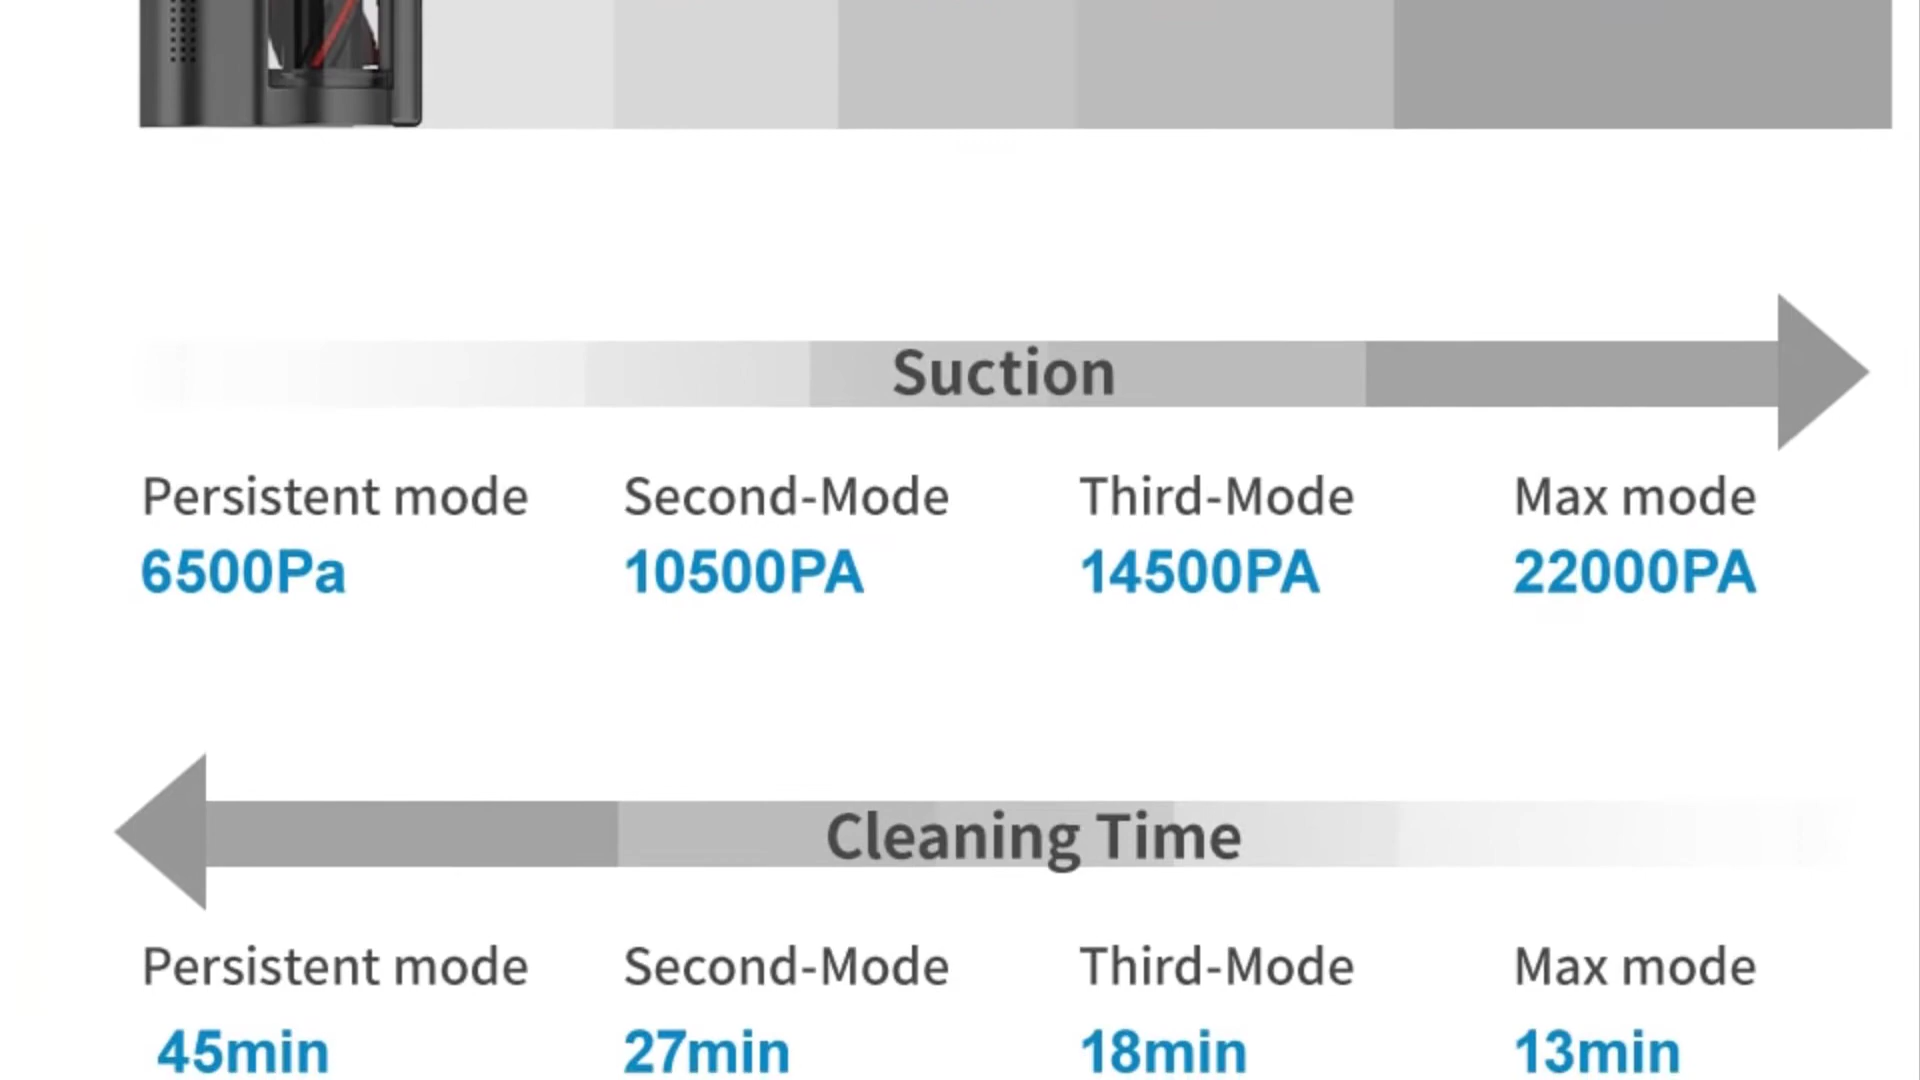 Suction
Persistent mode Second-Mode Third-Mode Max mode
6500Pa 10500PA 14500PA 22000PA
Cleaning Time
Persistent mode Second-Mode Third-Mode Max mode
45min 27min 18min 13min